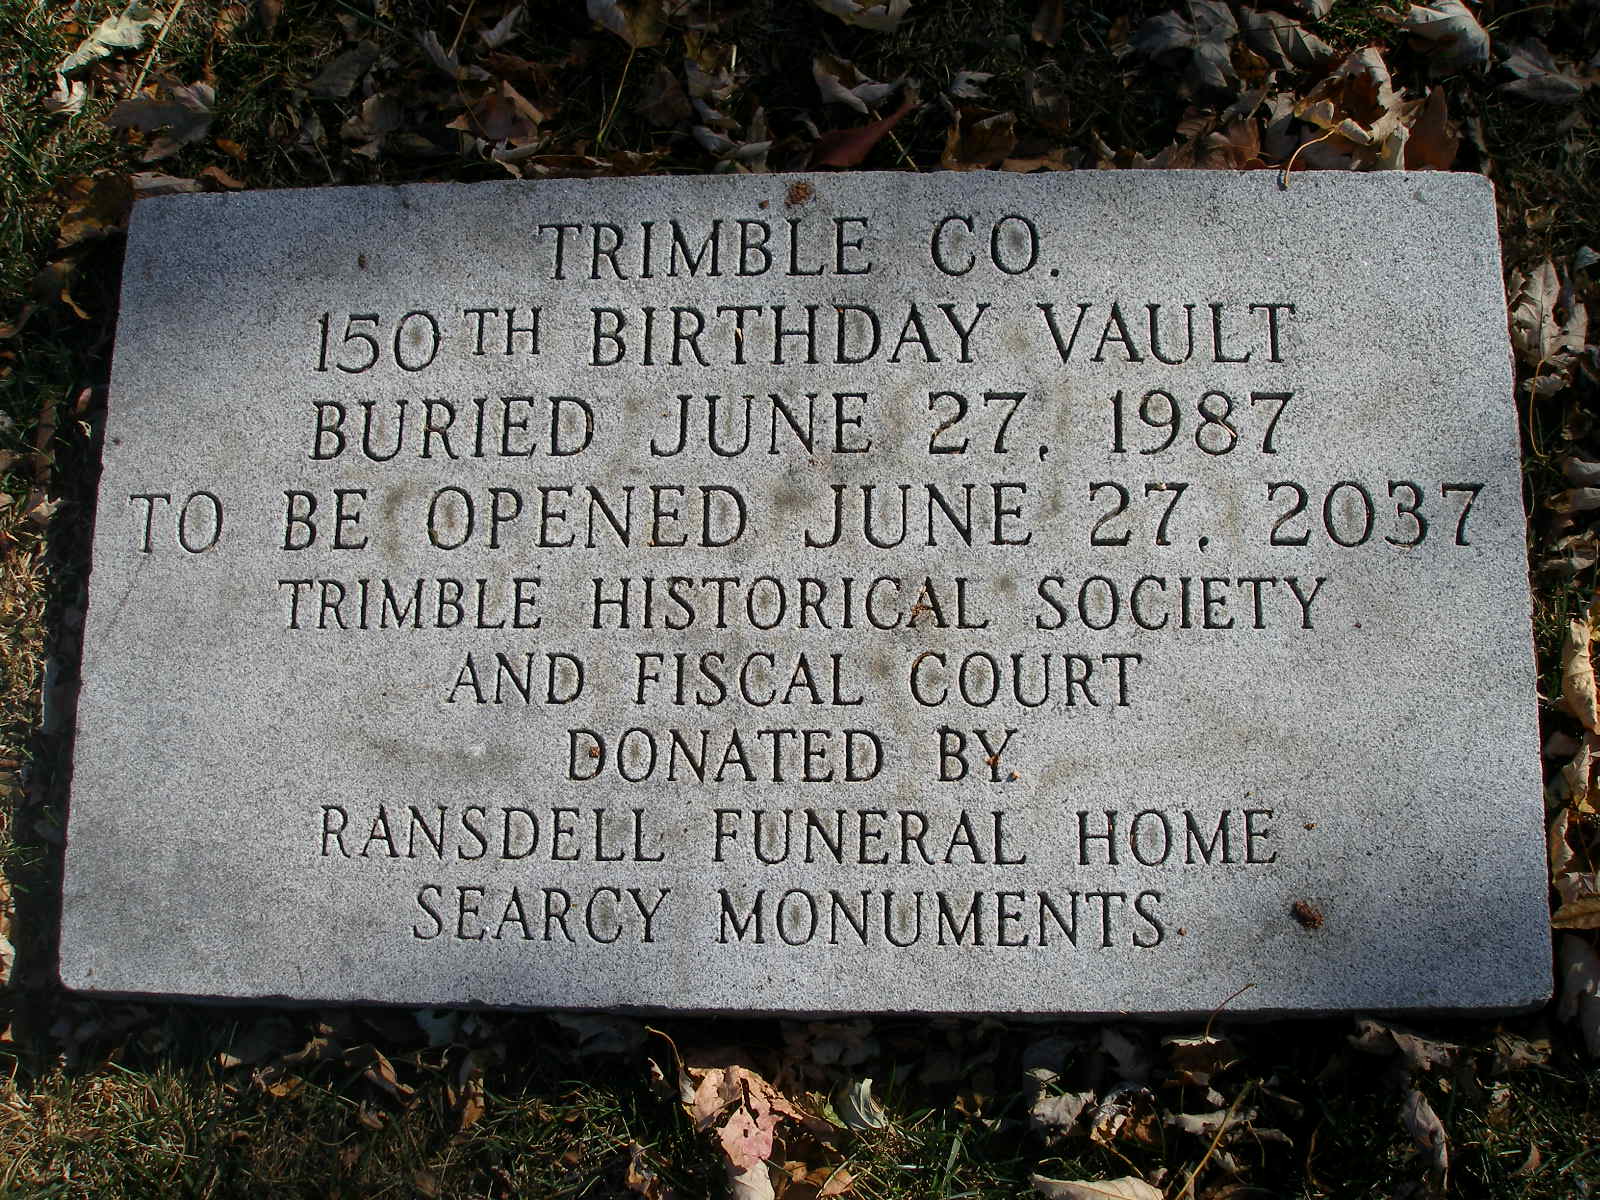 TRIMBLE CO.
150TH BIRTHDAY VAULT
BURIED JUNE 27, 1987
TO BE OPENED JUNE 27, 2037
TRIMBLE HISTORICAL SOCIETY
AND FISCAL COURT
DONATED BY
RANSDELL FUNERAL HOME
SEARCY MONUMENTS